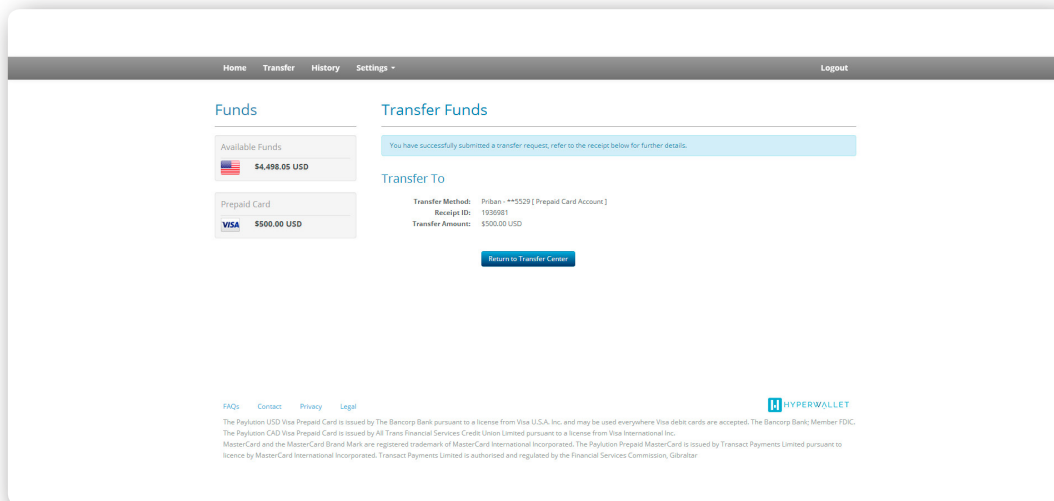 Home Transfer History Settings Logout
Funds
Available Funds
$4,498.05 USD
Prepaid Card
VISA $500.00 USD
Transfer Funds
You have successfully submitted a transfer request, refer to the receipt below for further details.
Transfer To
Transfer Method: Priban - **5529 [ Prepaid Card Account ]
Receipt ID: 1936981
Transfer Amount: $500.00 USD
Return to Transfer Center
FAQs Contact Privacy Legal
HYPERWALLET
The Paylution USD Visa Prepaid Card is issued by The Bancorp Bank pursuant to a license from Visa U.S.A. Inc. and may be used everywhere Visa debit cards are accepted. The Bancorp Bank; Member FDIC.
The Paylution CAD Visa Prepaid Card is issued by All Trans Financial Services Credit Union Limited pursuant to a license from Visa International Inc.
MasterCard and the MasterCard Brand Mark are registered trademark of MasterCard International Incorporated. The Paylution Prepaid MasterCard is issued by Transact Payments Limited pursuant to
licence by MasterCard International Incorporated. Transact Payments Limited is authorised and regulated by the Financial Services Commission, Gibraltar